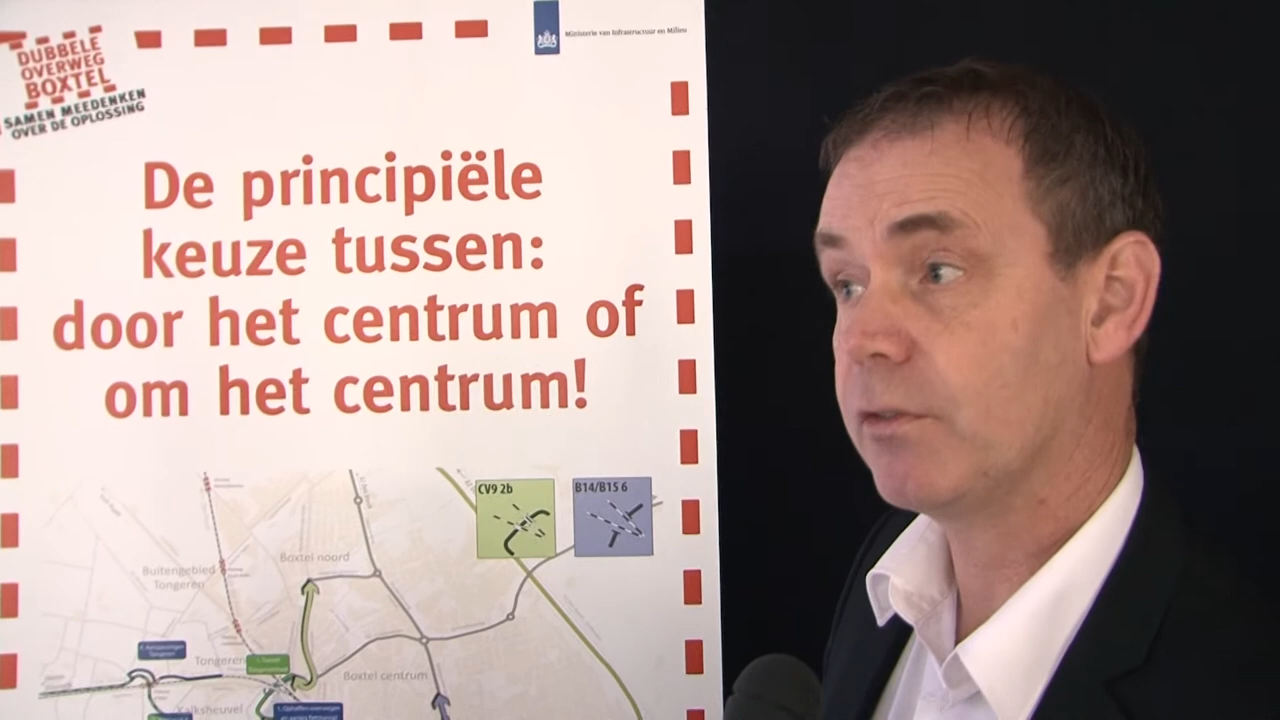 DUBBELE
OVERWEG
BOXTEL
SAMEN MEEDENKEN
OVER DE OPLOSSING
Ministerie van Infrastructuur en Milieu
De principiële
keuze tussen:
door het centrum of
om het centrum!
CV9 2b
B14/B15 6
Boxtel noord
Buitengebied
Tongeren
Tongeren
Boxtel centrum
Kalksheuvel